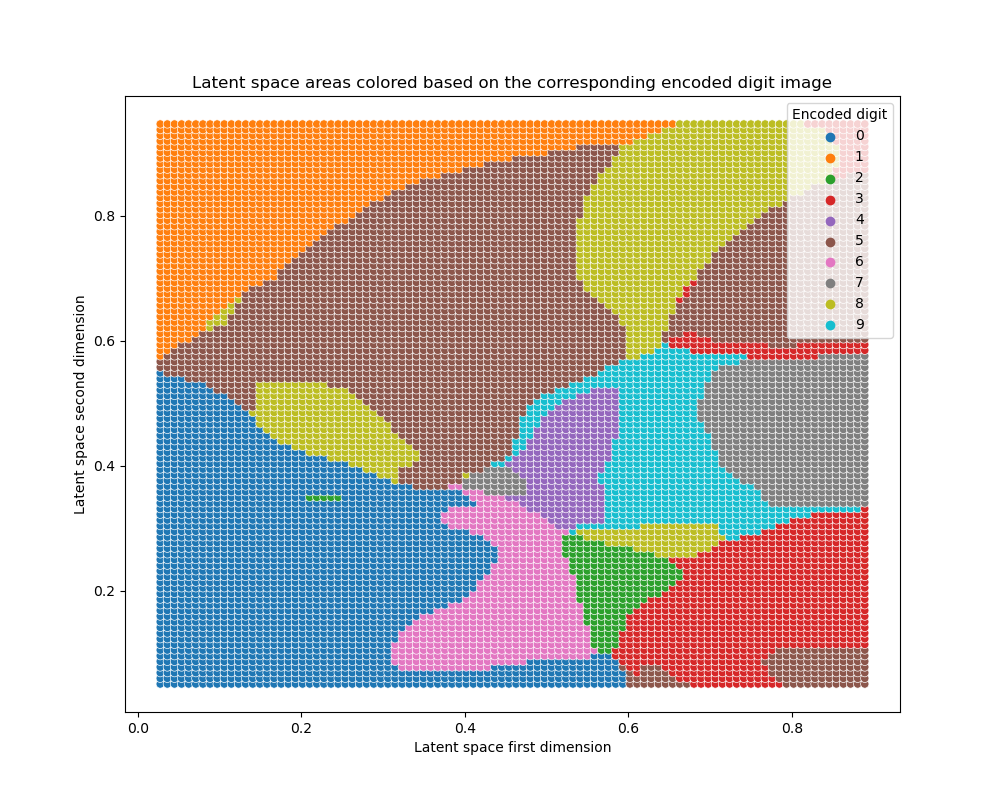 Latent space areas colored based on the corresponding encoded digit image
Encoded digit
0
1
2
3
4
5
6
7
8
9
Latent space second dimension
0.8
0.6
0.4
0.2
0.0 0.2 0.4 0.6 0.8
Latent space first dimension